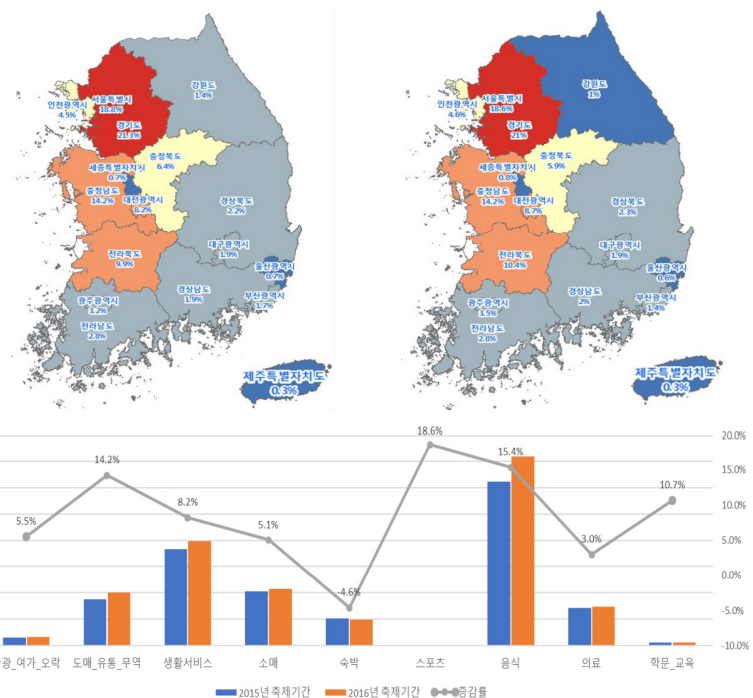 강원도
1.4%
인천광역시
4.5%
서울특별시
18.8%
경기도
21.3%
충청북도
6.4%
세종특별자치시
0.7%
충청남도
14.2%
대전광역시
8.2%
경상북도
2.2%
대구광역시
1.9%
전라북도
9.9%
울산광역시
0.7%
경상남도
1.9%
부산광역시
1.7%
광주광역시
3.2%
전라남도
2.8%
제주특별자치도
0.3%
강원도
1%
인천광역시
4.6%
서울특별시
18.6%
경기도
21%
충청북도
5.9%
세종특별자치시
0.8%
충청남도
14.2%
대전광역시
8.7%
경상북도
2.3%
대구광역시
1.9%
전라북도
10.4%
울산광역시
0.6%
경상남도
2%
부산광역시
1.4%
광주광역시
3.5%
전라남도
2.8%
제주특별자치도
0.3%
5.5% 14.2% 8.2% 5.1% -4.6% 18.6% 15.4% 3.0% 10.7%
20.0%
15.0%
10.0%
5.0%
0.0%
-5.0%
-10.0%
광_여가_오락 도매_유통_무역 생활서비스 소매 숙박 스포츠 음식 의료 학문_교육
2015년 축제기간 2016년 축제기간 증감률